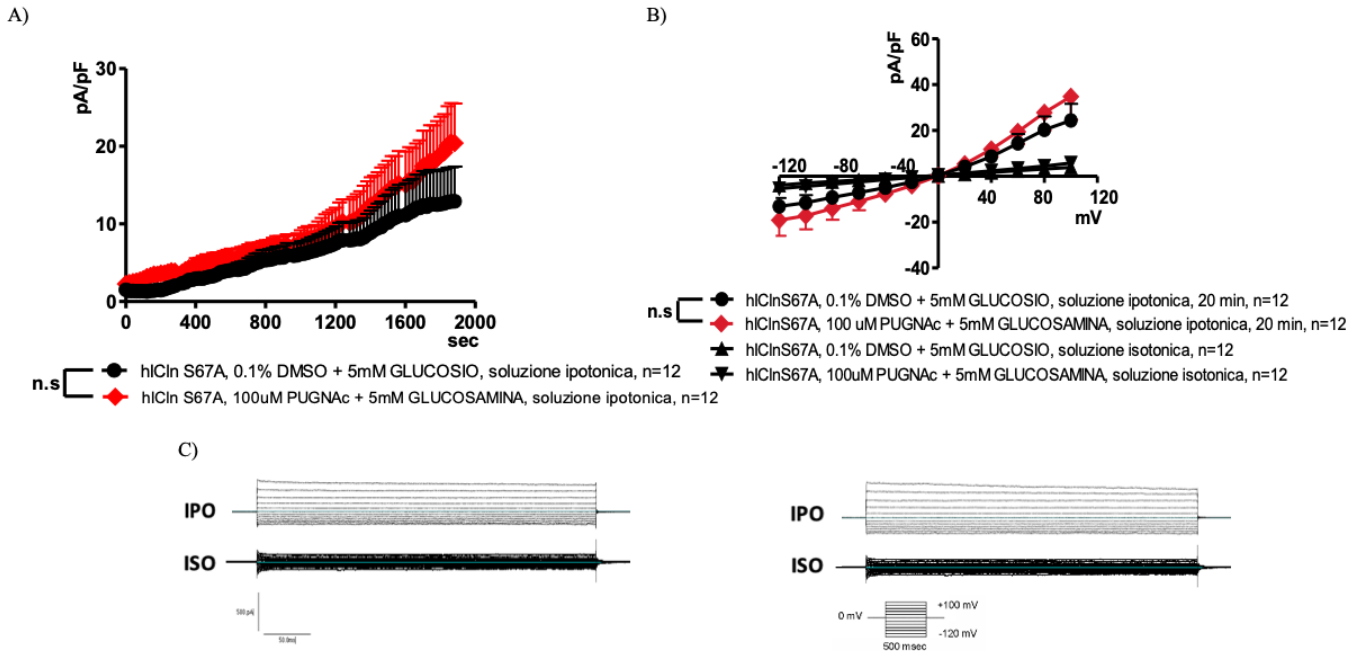 A)
pA/pF
30
20
10
0
0
400
800
1200
1600
2000
sec
n.s
hICln S67A, 0.1% DMSO + 5mM GLUCOSIO, soluzione ipotonica, n=12
hICln S67A, 100uM PUGNAc + 5mM GLUCOSAMINA, soluzione ipotonica, n=12
B)
pA/pF
60
40
20
-120
-80
-40
40
80
120
mV
-20
-40
n.s
hIClnS67A, 0.1% DMSO + 5mM GLUCOSIO, soluzione ipotonica, 20 min, n=12
hIClnS67A, 100 uM PUGNAc + 5mM GLUCOSAMINA, soluzione ipotonica, 20 min, n=12
hIClnS67A, 0.1% DMSO + 5mM GLUCOSIO, soluzione isotonica, n=12
hIClnS67A, 100uM PUGNAc + 5mM GLUCOSAMINA, soluzione isotonica, n=12
C)
IPO
ISO
500 pA
50.0ms
IPO
ISO
0 mV
+100 mV
-120 mV
500 msec